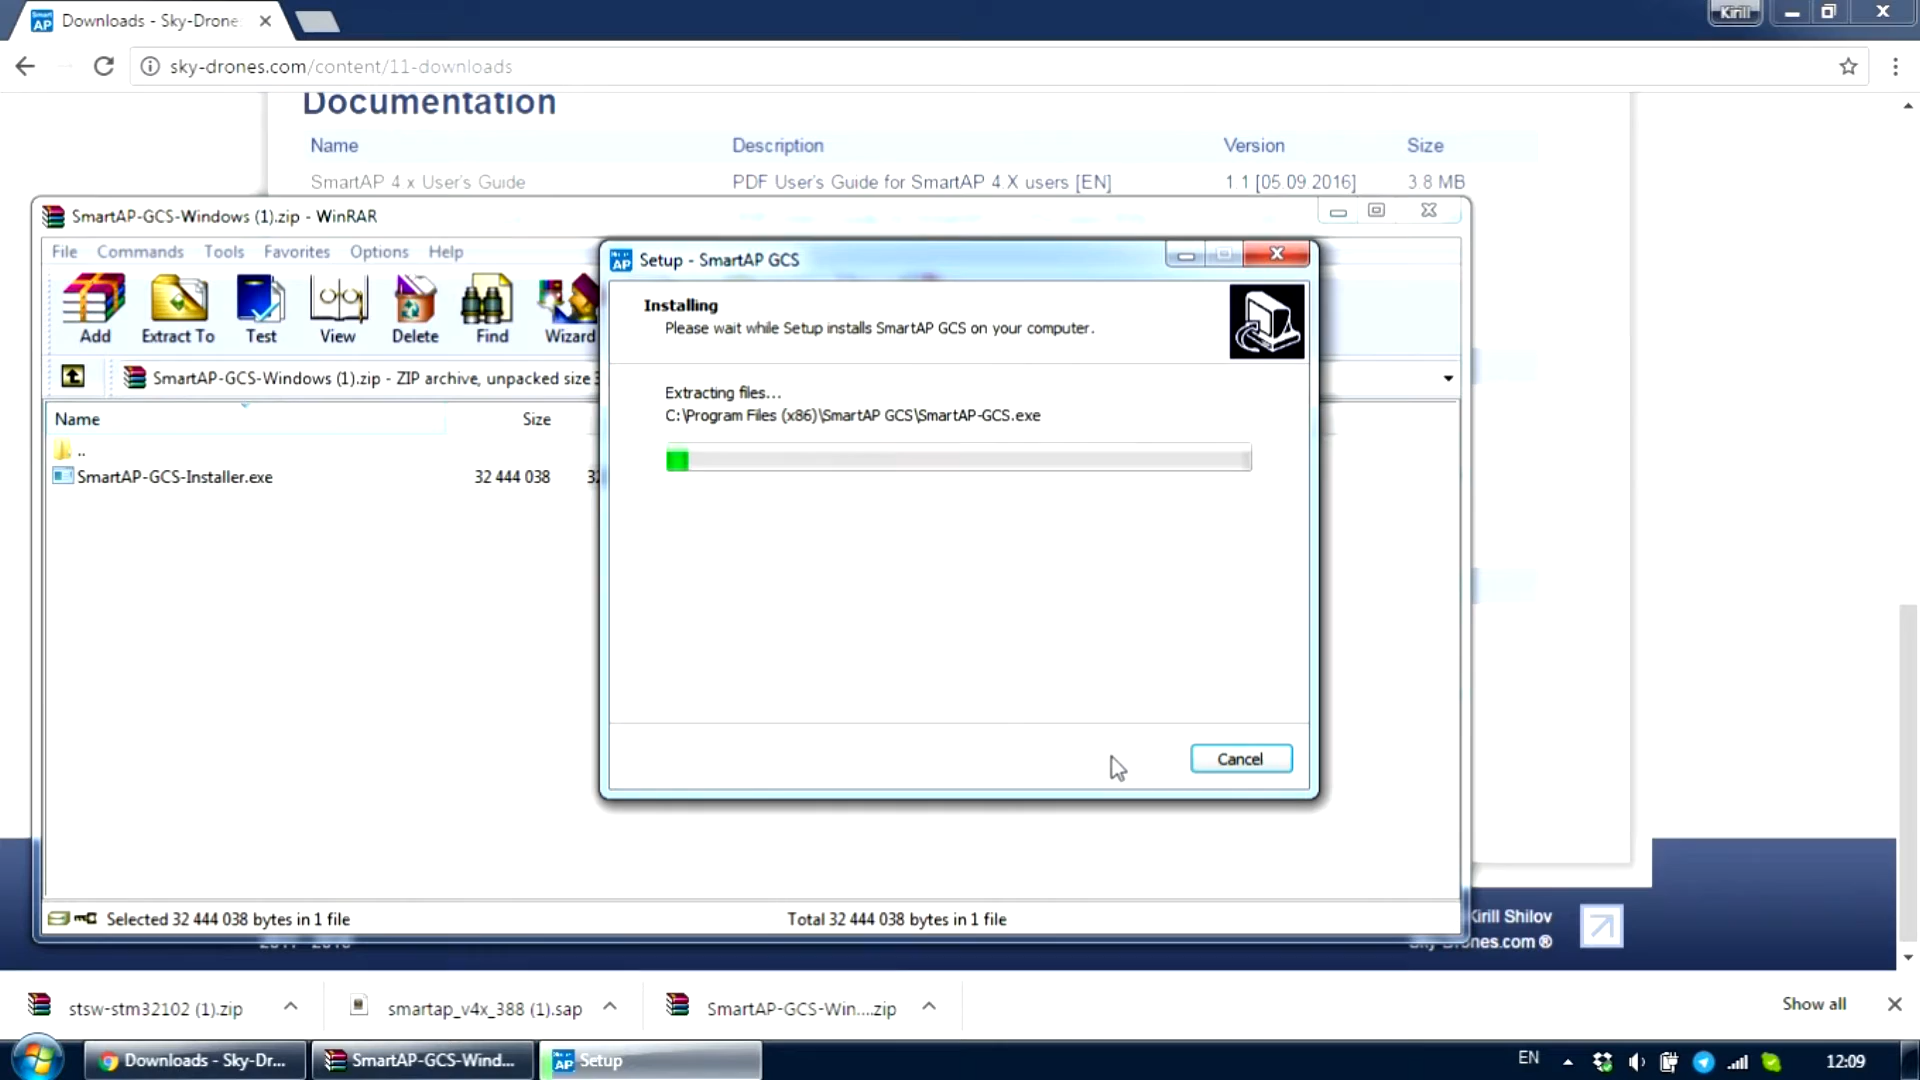 Downloads - Sky-Drone
Kirill
sky-drones.com/content/11-downloads
Documentation
Name Description Version Size
SmartAP 4 x User's Guide PDF User's Guide for SmartAP 4.X users [EN] 1 1 [05.09 2016] 3 8 MB
SmartAP-GCS-Windows (1).zip - WinRAR
File Commands Tools Favorites Options Help
Add Extract To Test View Delete Find Wizard
SmartAP-GCS-Windows (1).zip - ZIP archive, unpacked size
Name Size
..
SmartAP-GCS-Installer.exe 32 444 038
Selected 32 444 038 bytes in 1 file
Total 32 444 038 bytes in 1 file
AP Setup - SmartAP GCS
Installing
Please wait while Setup installs SmartAP GCS on your computer.
Extracting files...
C:\Program Files (x86)\SmartAP GCS\SmartAP-GCS.exe
Cancel
Kirill Shilov
Sky-Drones.com ®
stsw-stm32102 (1).zip
smartap_v4x_388 (1).sap
SmartAP-GCS-Win....zip
Show all
Downloads - Sky-Dr...
SmartAP-GCS-Wind...
AP Setup
EN
12:09